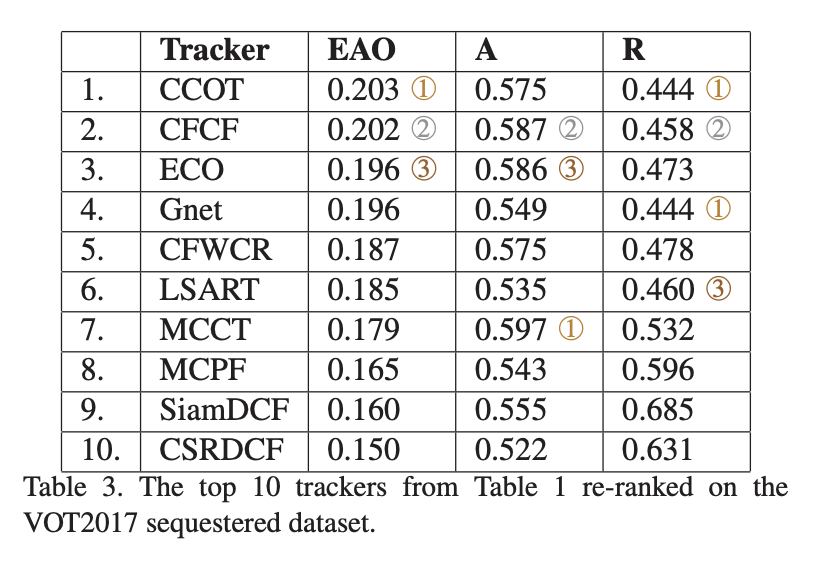 Tracker EAO A R
1. CCOT 0.203 ① 0.575 0.444 ①
2. CFCF 0.202 ② 0.587 ② 0.458 ②
3. ECO 0.196 ③ 0.586 ③ 0.473
4. Gnet 0.196 0.549 0.444 ①
5. CFWCR 0.187 0.575 0.478
6. LSART 0.185 0.535 0.460 ③
7. MCCT 0.179 0.597 ① 0.532
8. MCPF 0.165 0.543 0.596
9. SiamDCF 0.160 0.555 0.685
10. CSRDCF 0.150 0.522 0.631
Table 3. The top 10 trackers from Table 1 re-ranked on the
VOT2017 sequestered dataset.